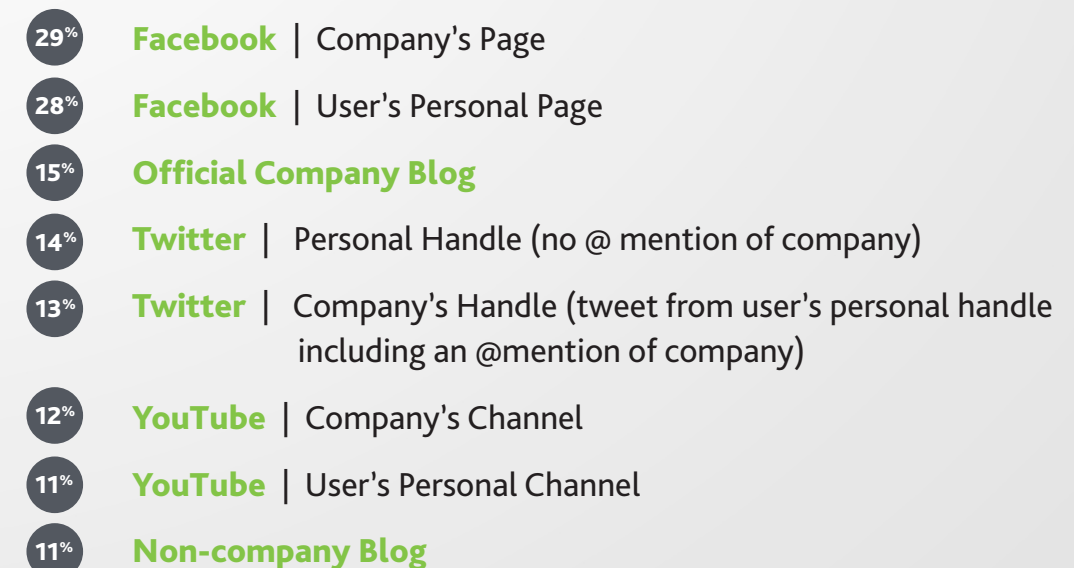 29% Facebook | Company's Page
28% Facebook | User's Personal Page
15% Official Company Blog
14% Twitter | Personal Handle (no @ mention of company)
13% Twitter | Company's Handle (tweet from user's personal handle
including an @mention of company)
12% YouTube | Company's Channel
11% YouTube | User's Personal Channel
11% Non-company Blog